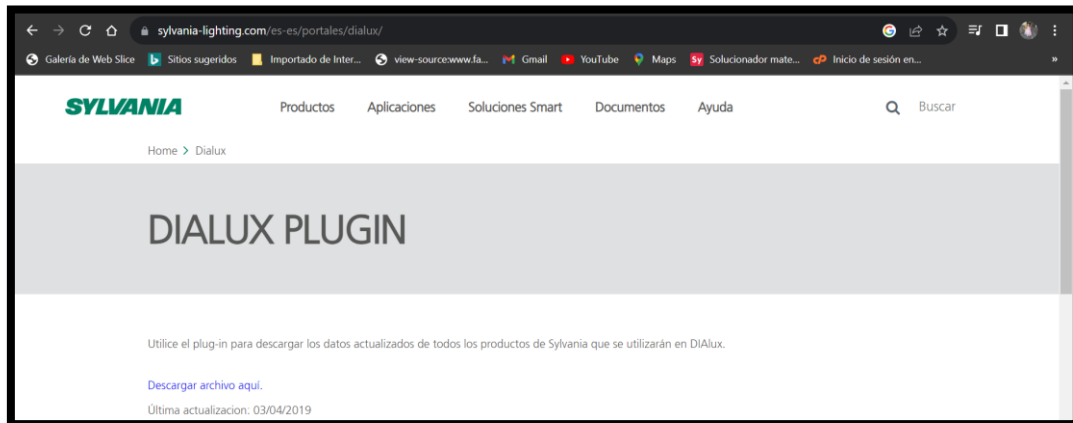 sylvania-lighting.com/es-es/portales/dialux/
Galería de Web Slice Sitios sugeridos Importado de Inter... view-source:www.fa... Gmail YouTube Maps Sy Solucionador mate... cP Inicio de sesión en... »
SYLVANIA Productos Aplicaciones Soluciones Smart Documentos Ayuda Buscar
Home > Dialux
DIALUX PLUGIN
Utilice el plug-in para descargar los datos actualizados de todos los productos de Sylvania que se utilizarán en DIAlux.
Descargar archivo aquí.
Última actualizacion: 03/04/2019